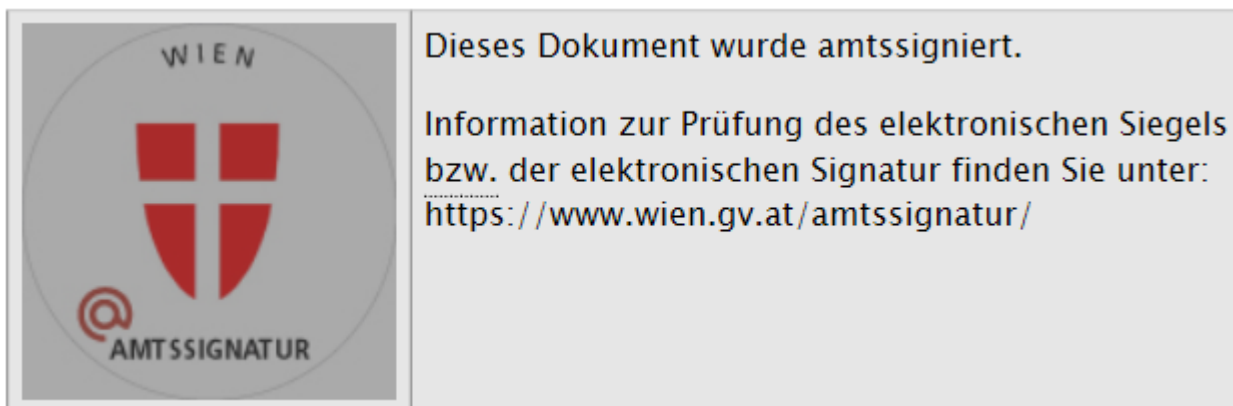 WIEN
@
AMTSSIGNATUR
Dieses Dokument wurde amtssigniert.
Information zur Prüfung des elektronischen Siegels
bzw. der elektronischen Signatur finden Sie unter:
https://www.wien.gv.at/amtssignatur/